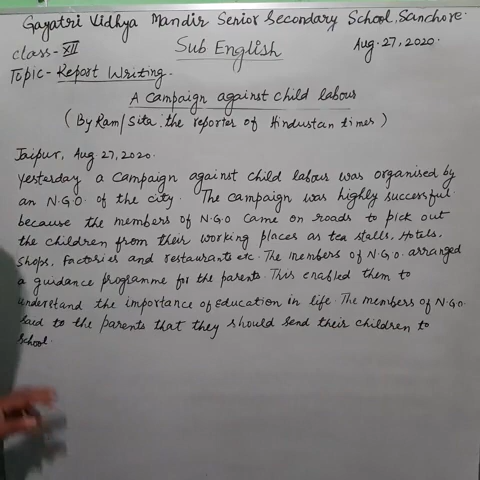 Gayatri Vidhya Mandir Senior Secondary School, Sanchore.
Class-XII Sub English Aug. 27, 2020.
Topic- Report Writing.
A campaign against child labour
(By Ram/Sita: the reporter of Hindustan times)
Jaipur, Aug 27, 2020.
Yesterday a campaign against child labour was organised by
an N.G.O. of the city. The campaign was highly successful
because the members of N.G.O came on roads to pick out
the children from their working places as tea stalls, Hotels,
shops, factories and restaurants etc. The members of N.G.O. arranged
a guidance programme for the parents. This enabled them to
understand the importance of Education in life. The members of N.G.O.
said to the parents that they should send their children to
school.